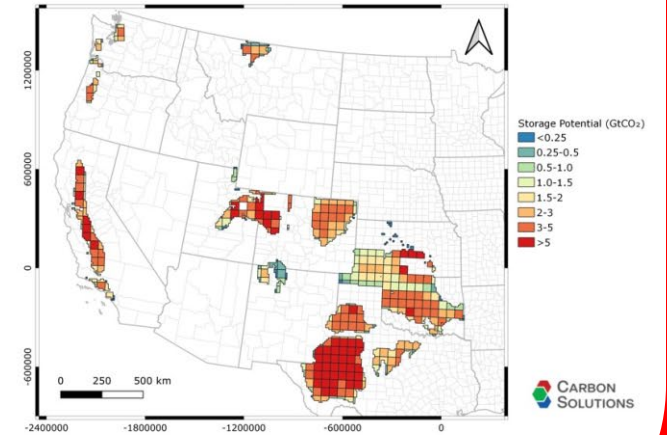 1200000
600000
0
-600000
-2400000 -1800000 -1200000 -600000 0
0 250 500 km
Storage Potential (GtCO₂)
<0.25
0.25-0.5
0.5-1.0
1.0-1.5
1.5-2
2-3
3-5
>5
CARBON
SOLUTIONS